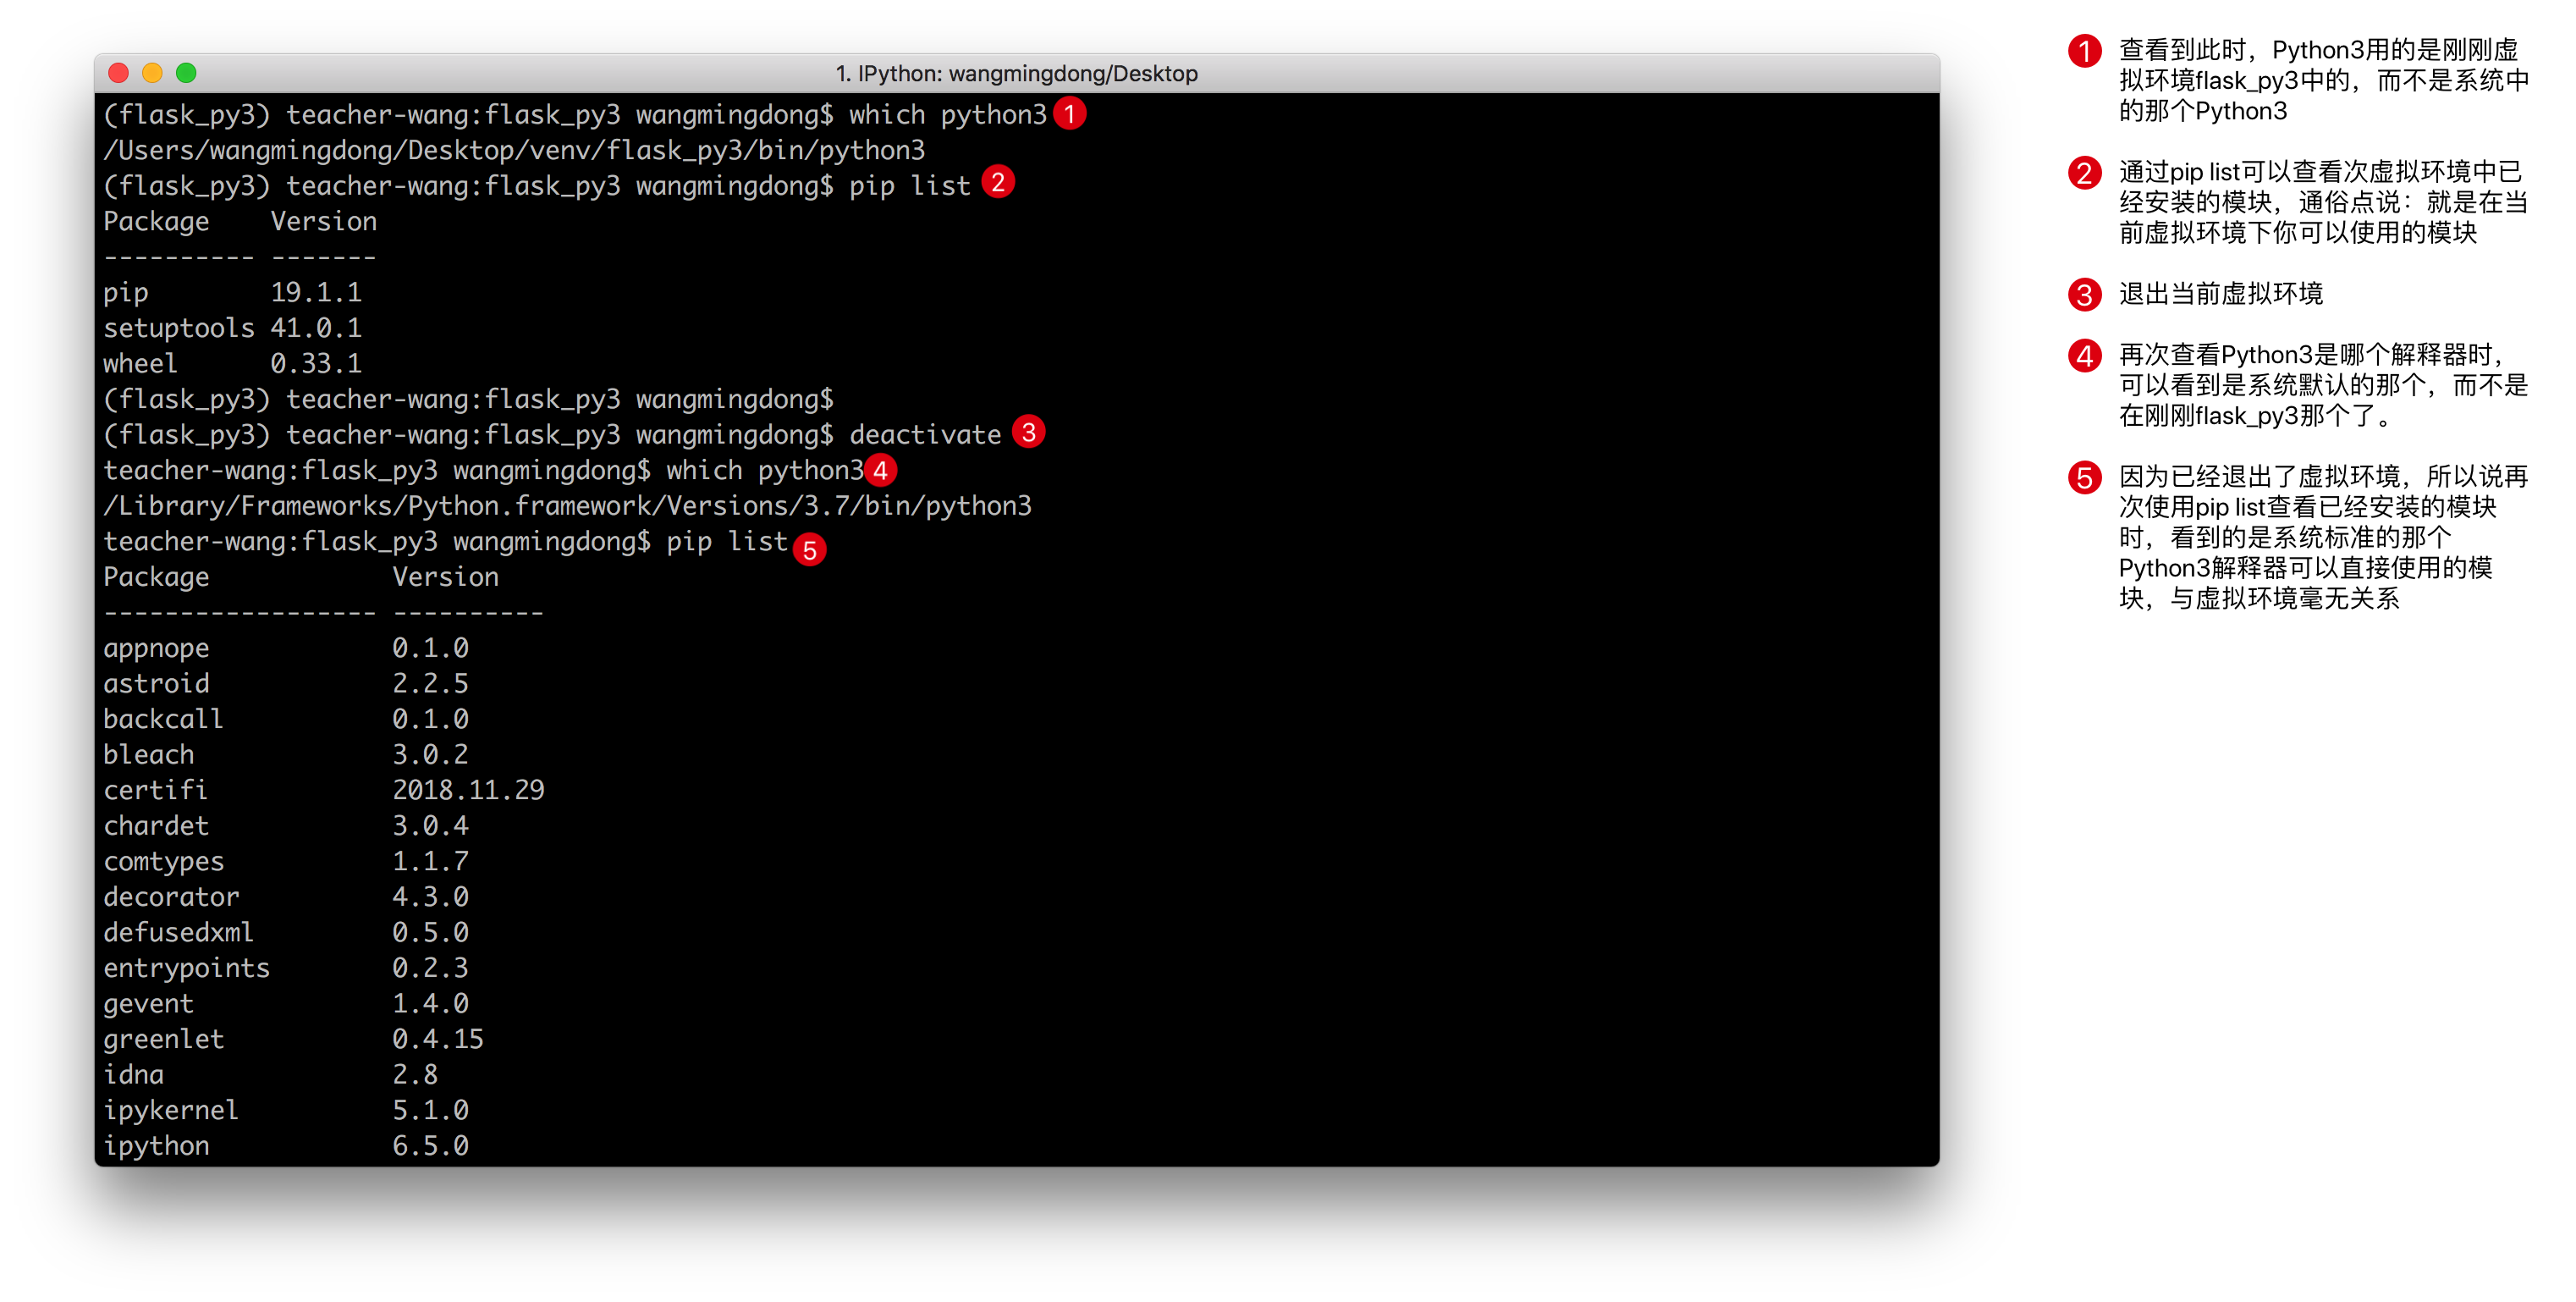 1. IPython: wangmingdong/Desktop
(flask_py3) teacher-wang:flask_py3 wangmingdong$ which python3 1
/Users/wangmingdong/Desktop/venv/flask_py3/bin/python3
(flask_py3) teacher-wang:flask_py3 wangmingdong$ pip list 2
Package    Version
---------- -------
pip        19.1.1
setuptools 41.0.1
wheel      0.33.1
(flask_py3) teacher-wang:flask_py3 wangmingdong$
(flask_py3) teacher-wang:flask_py3 wangmingdong$ deactivate 3
teacher-wang:flask_py3 wangmingdong$ which python3 4
/Library/Frameworks/Python.framework/Versions/3.7/bin/python3
teacher-wang:flask_py3 wangmingdong$ pip list 5
Package            Version
------------------ ----------
appnope            0.1.0
astroid            2.2.5
backcall           0.1.0
bleach             3.0.2
certifi            2018.11.29
chardet            3.0.4
comtypes           1.1.7
decorator          4.3.0
defusedxml         0.5.0
entrypoints        0.2.3
gevent             1.4.0
greenlet           0.4.15
idna               2.8
ipykernel          5.1.0
ipython            6.5.0
1 查看到此时，Python3用的是刚刚虚
拟环境flask_py3中的，而不是系统中
的那个Python3
2 通过pip list可以查看次虚拟环境中已
经安装的模块，通俗点说：就是在当
前虚拟环境下你可以使用的模块
3 退出当前虚拟环境
4 再次查看Python3是哪个解释器时，
可以看到是系统默认的那个，而不是
在刚刚flask_py3那个了。
5 因为已经退出了虚拟环境，所以说再
次使用pip list查看已经安装的模块
时，看到的是系统标准的那个
Python3解释器可以直接使用的模
块，与虚拟环境毫无关系